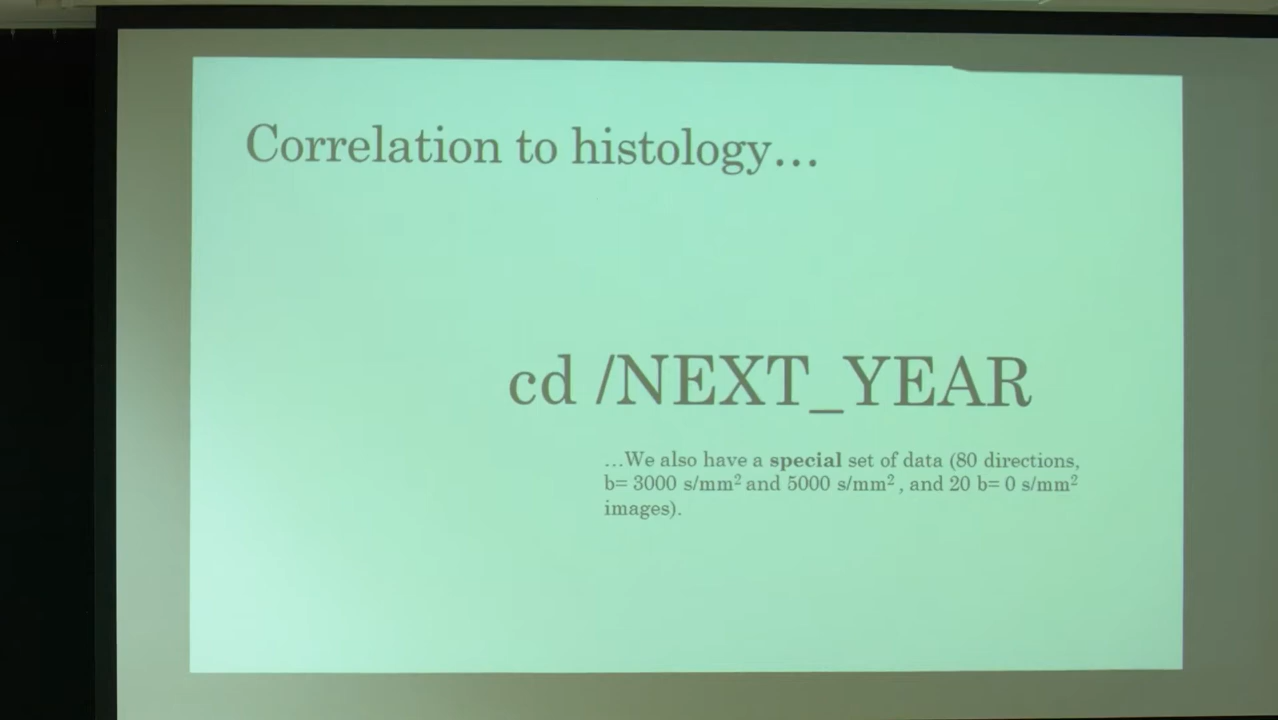 Correlation to histology…
cd /NEXT_YEAR
…We also have a special set of data (80 directions,
b= 3000 s/mm² and 5000 s/mm² , and 20 b= 0 s/mm²
images).